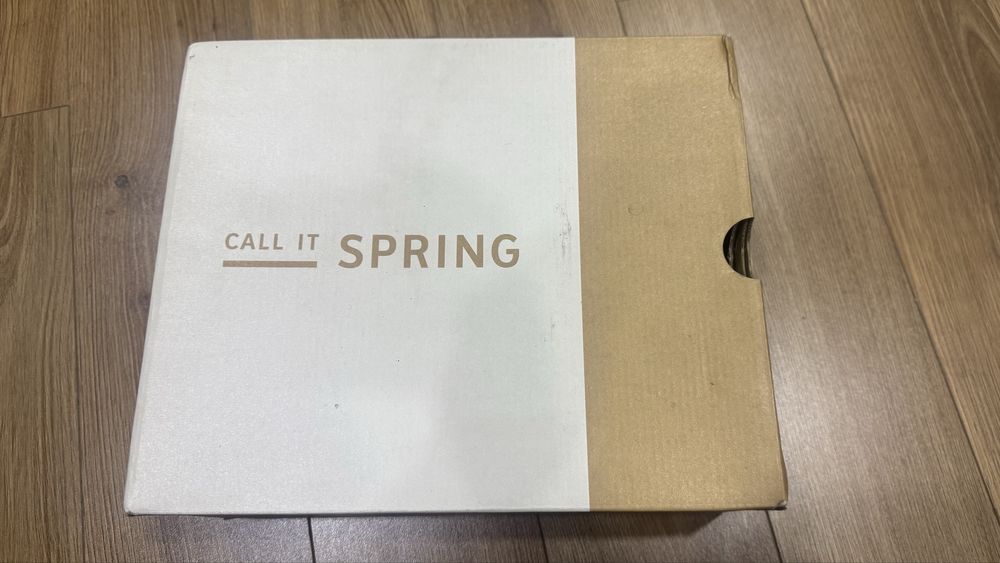 CALL IT SPRING